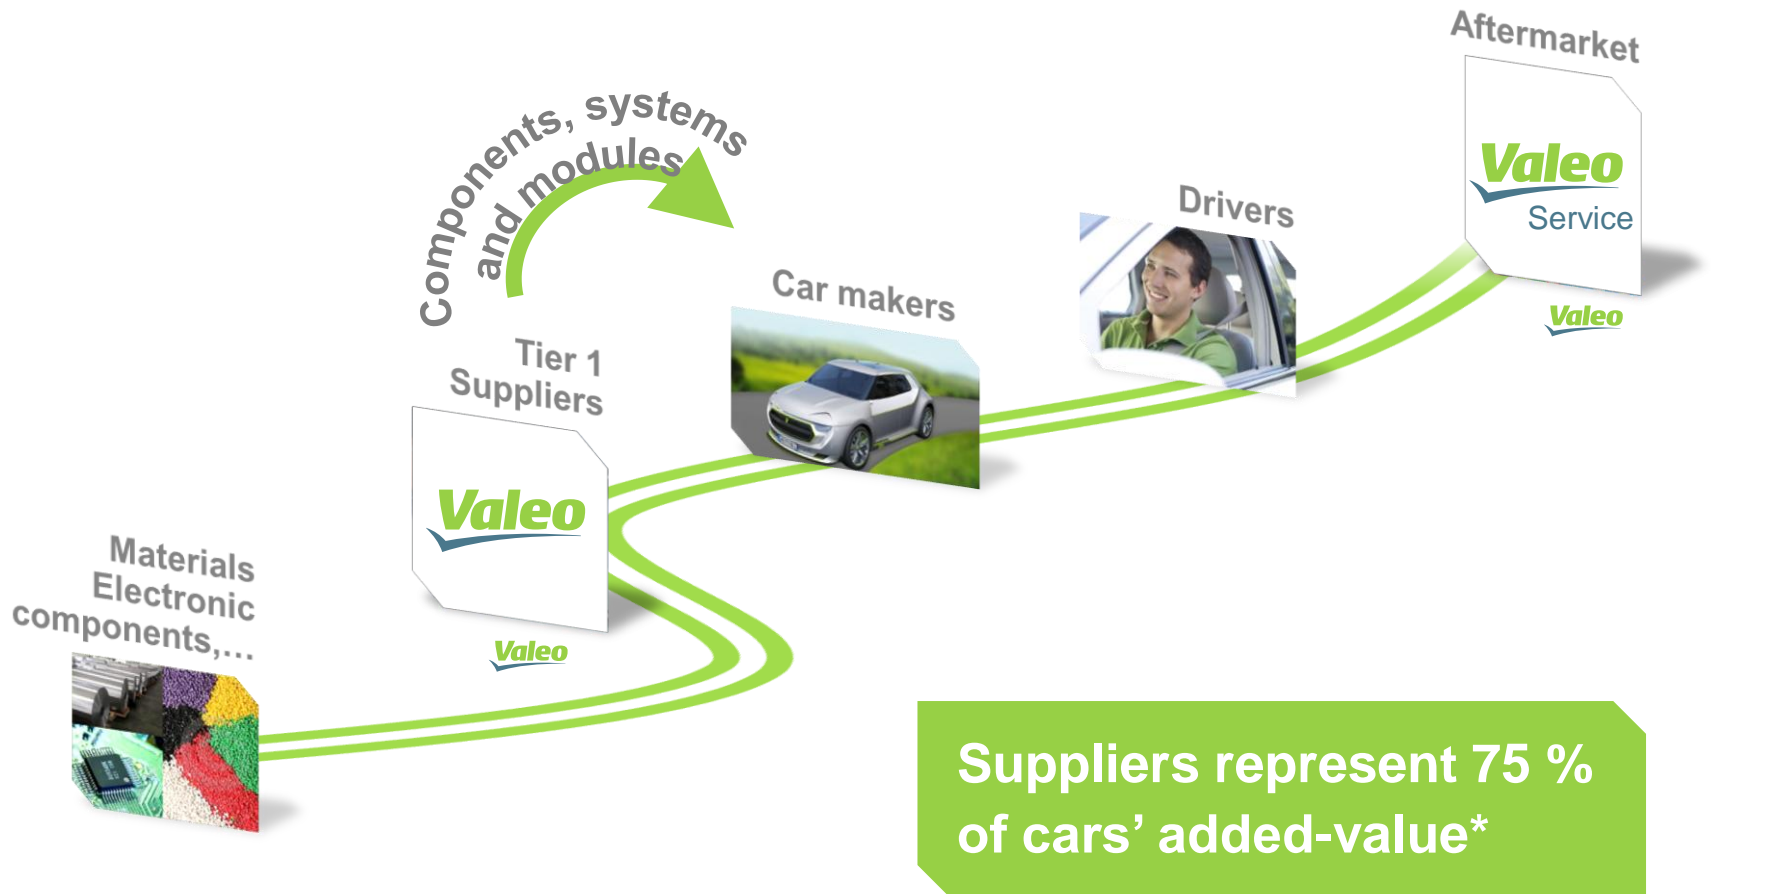 Aftermarket
Valeo
Service
Valeo
Components, systems
and modules
Drivers
Car makers
Tier 1
Suppliers
Valeo
Valeo
Materials
Electronic
components,...
Suppliers represent 75 %
of cars’ added-value*